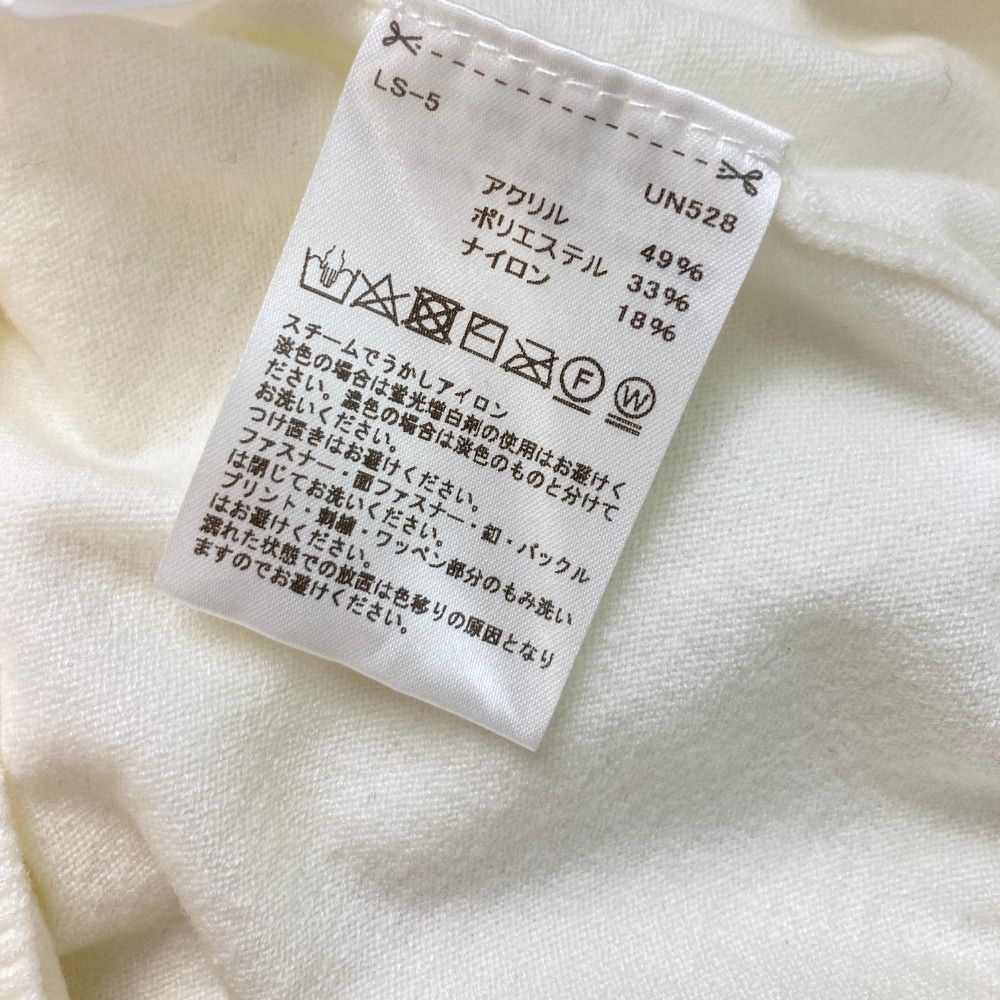 LS-5
UN528
アクリル 49%
ポリエステル 33%
ナイロン 18%
F W
スチームでうかしアイロン
淡色の場合は蛍光増白剤の使用はお避けく
ださい。濃色の場合は淡色のものと分けて
お洗いください。
つけ置きはお避けください。
ファスナー・面ファスナー・釦・バックル
は閉じてお洗いください。
プリント・刺繍・ワッペン部分のもみ洗い
はお避けください。
濡れた状態での放置は色移りの原因となり
ますのでお避けください。